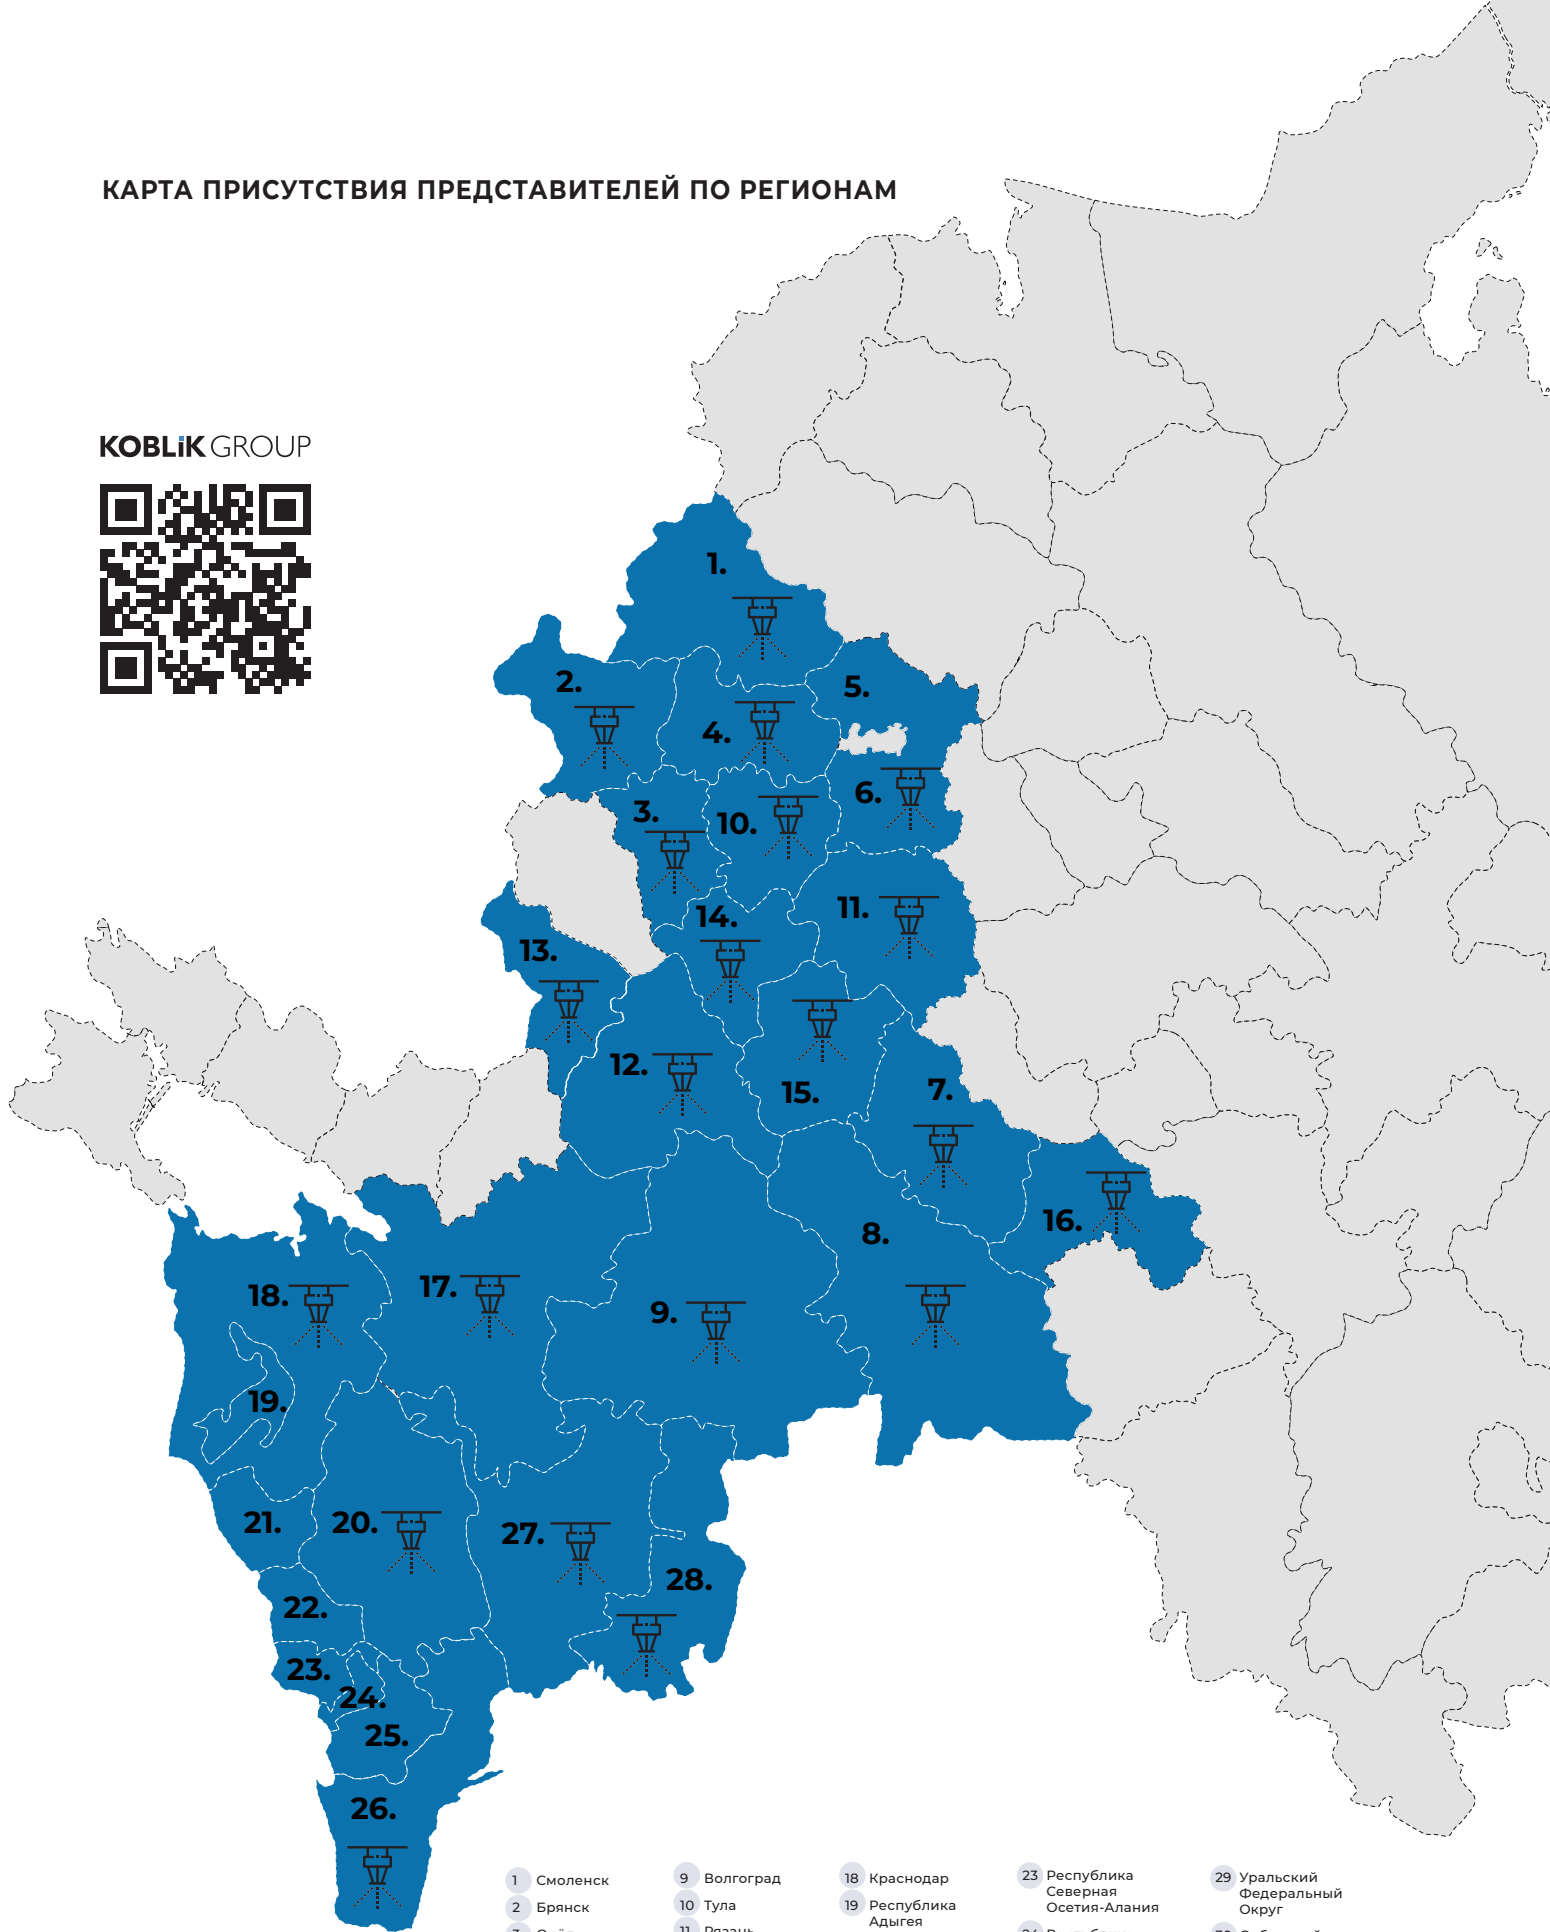 КАРТА ПРИСУТСТВИЯ ПРЕДСТАВИТЕЛЕЙ ПО РЕГИОНАМ
KOBLiK GROUP
1.
2.
5.
4.
6.
3.
10.
11.
14.
13.
12.
15.
7.
16.
8.
17.
18.
9.
19.
21.
20.
27.
28.
22.
23.
24.
25.
26.
1 Смоленск
2 Брянск
9 Волгоград
10 Тула
11 Рязань
18 Краснодар
19 Республика
Адыгея
23 Республика
Северная
Осетия-Алания
29 Уральский
Федеральный
Округ